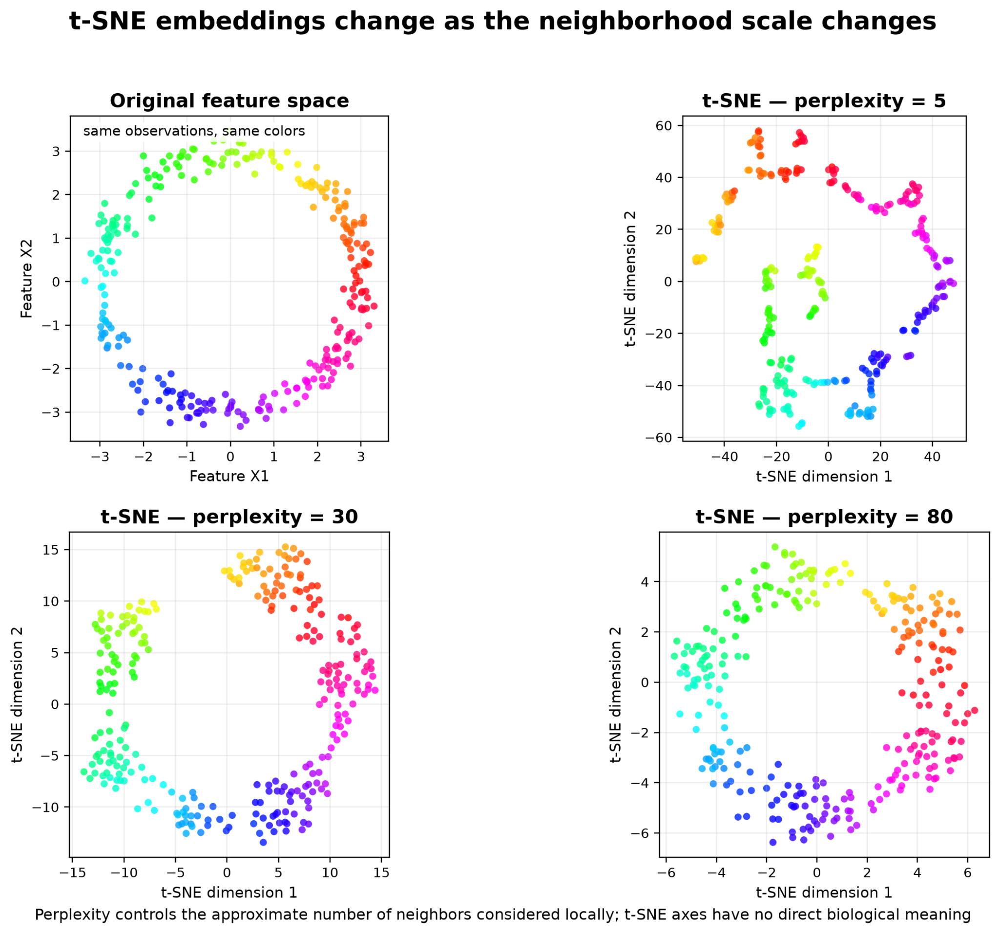 t-SNE embeddings change as the neighborhood scale changes
Original feature space
same observations, same colors
3
2
1
0
−1
−2
−3
Feature X2
−3 −2 −1 0 1 2 3
Feature X1
t-SNE — perplexity = 5
60
40
20
0
−20
−40
−60
t-SNE dimension 2
−40 −20 0 20 40
t-SNE dimension 1
t-SNE — perplexity = 30
15
10
5
0
−5
−10
t-SNE dimension 2
−15 −10 −5 0 5 10 15
t-SNE dimension 1
t-SNE — perplexity = 80
4
2
0
−2
−4
−6
t-SNE dimension 2
−6 −4 −2 0 2 4 6
t-SNE dimension 1
Perplexity controls the approximate number of neighbors considered locally; t-SNE axes have no direct biological meaning